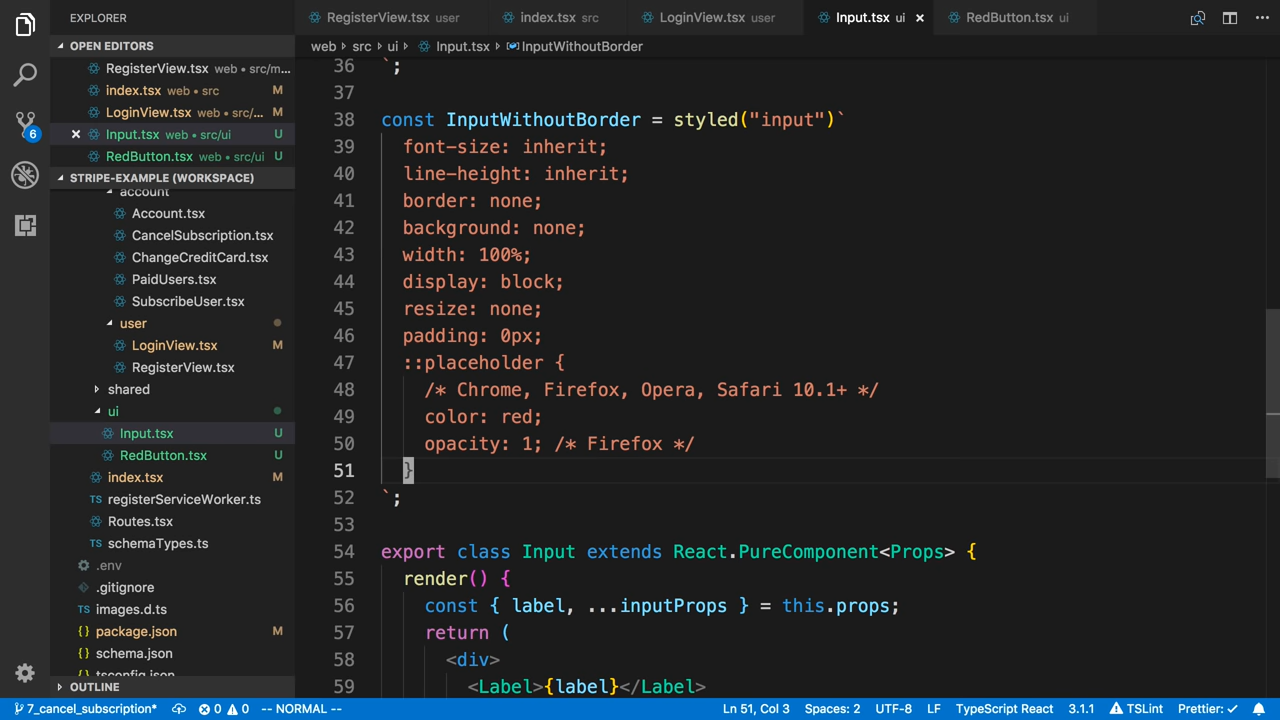 EXPLORER
RegisterView.tsx user
index.tsx src
LoginView.tsx user
Input.tsx ui ×
RedButton.tsx ui
OPEN EDITORS
RegisterView.tsx web • src/m...
index.tsx web • src M
LoginView.tsx web • src/... M
× Input.tsx web • src/ui U
RedButton.tsx web • src/ui U
STRIPE-EXAMPLE (WORKSPACE)
account
Account.tsx
CancelSubscription.tsx
ChangeCreditCard.tsx
PaidUsers.tsx
SubscribeUser.tsx
user
LoginView.tsx M
RegisterView.tsx
shared
ui
Input.tsx U
RedButton.tsx U
index.tsx M
TS registerServiceWorker.ts
Routes.tsx
TS schemaTypes.ts
.env
.gitignore
images.d.ts
{} package.json M
{} schema.json
{} tsconfig.json
OUTLINE
6
web src ui Input.tsx InputWithoutBorder
36 `;
37
38 const InputWithoutBorder = styled("input")`
39 font-size: inherit;
40 line-height: inherit;
41 border: none;
42 background: none;
43 width: 100%;
44 display: block;
45 resize: none;
46 padding: 0px;
47 ::placeholder {
48 /* Chrome, Firefox, Opera, Safari 10.1+ */
49 color: red;
50 opacity: 1; /* Firefox */
51 }
52 `;
53
54 export class Input extends React.PureComponent<Props> {
55 render() {
56 const { label, ...inputProps } = this.props;
57 return (
58 <div>
59 <Label>{label}</Label>
7_cancel_subscription* 0 0 -- NORMAL -- Ln 51, Col 3 Spaces: 2 UTF-8 LF TypeScript React 3.1.1 TSLint Prettier: ✓